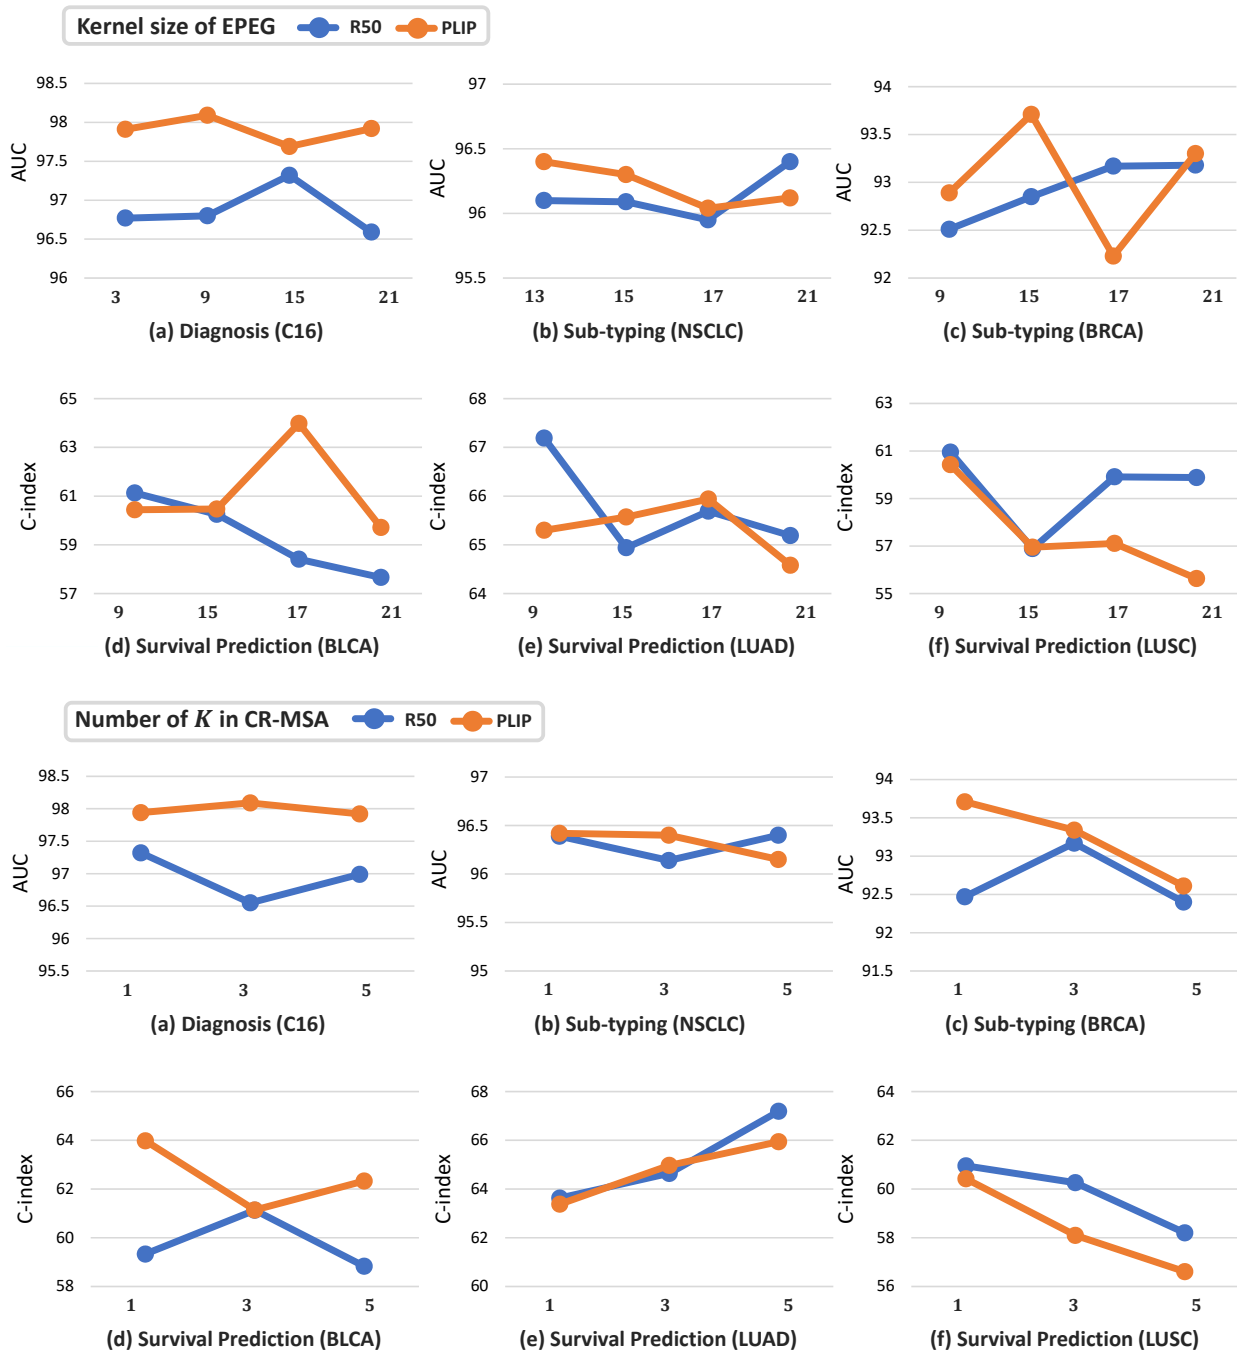 Kernel size of EPEG R50 PLIP
98.5
98
97.5
97
96.5
96
AUC
3 9 15 21
(a) Diagnosis (C16)
97
96.5
96
95.5
AUC
13 15 17 21
(b) Sub-typing (NSCLC)
94
93.5
93
92.5
92
AUC
9 15 17 21
(c) Sub-typing (BRCA)
65
63
61
59
57
C-index
9 15 17 21
(d) Survival Prediction (BLCA)
68
67
66
65
64
C-index
9 15 17 21
(e) Survival Prediction (LUAD)
63
61
59
57
55
C-index
9 15 17 21
(f) Survival Prediction (LUSC)
Number of K in CR-MSA R50 PLIP
98.5
98
97.5
97
96.5
96
95.5
AUC
1 3 5
(a) Diagnosis (C16)
97
96.5
96
95.5
95
AUC
1 3 5
(b) Sub-typing (NSCLC)
94
93.5
93
92.5
92
91.5
AUC
1 3 5
(c) Sub-typing (BRCA)
66
64
62
59
58
C-index
1 3 5
(d) Survival Prediction (BLCA)
68
66
64
62
60
C-index
1 3 5
(e) Survival Prediction (LUAD)
64
62
60
58
56
C-index
1 3 5
(f) Survival Prediction (LUSC)